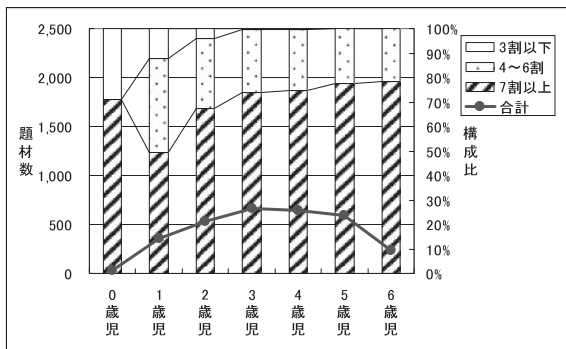 2,500
2,000
1,500
1,000
500
0
題材数
100%
90%
80%
70%
60%
50%
40%
30%
20%
10%
0%
構成比
3割以下
4～6割
7割以上
合計
0歳児
1歳児
2歳児
3歳児
4歳児
5歳児
6歳児